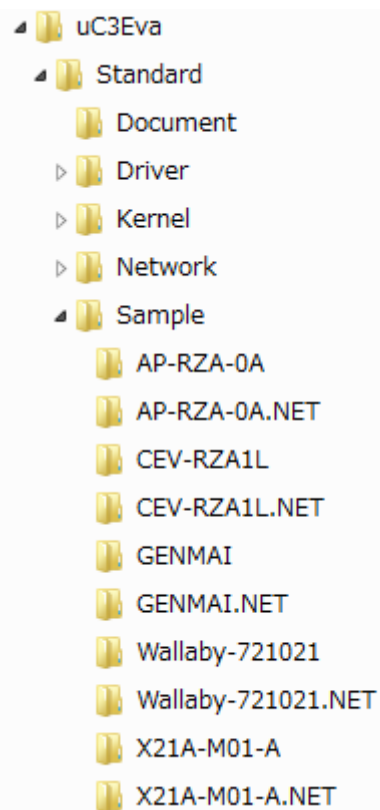 uC3Eva
Standard
Document
Driver
Kernel
Network
Sample
AP-RZA-0A
AP-RZA-0A.NET
CEV-RZA1L
CEV-RZA1L.NET
GENMAI
GENMAI.NET
Wallaby-721021
Wallaby-721021.NET
X21A-M01-A
X21A-M01-A.NET